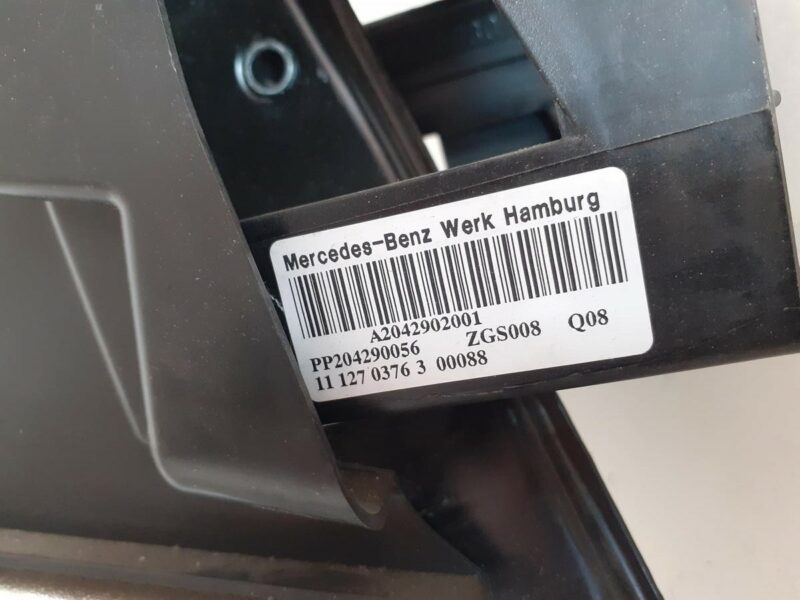 Mercedes-Benz Werk Hamburg
A2042902001
PP204290056 ZGS008 Q08
11 127 0376 3 00088